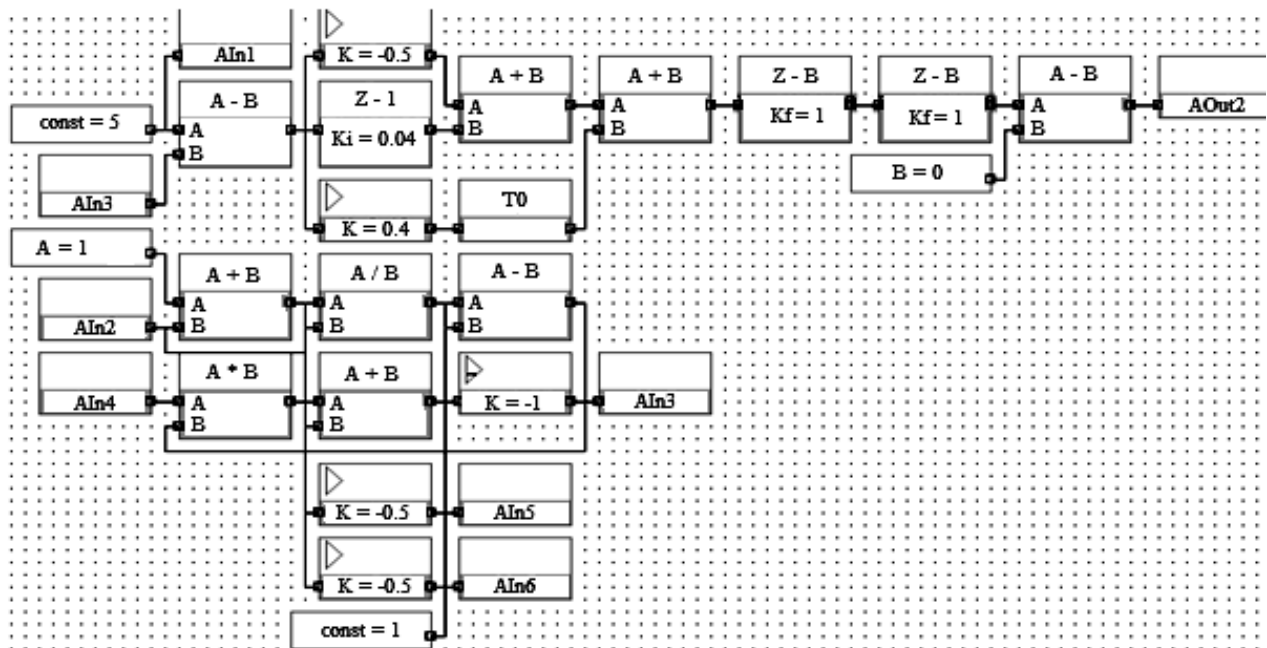 AIn1
K = -0.5
A - B
Z - 1
A + B
A + B
Z - B
Z - B
A - B
const = 5
A
B
Ki = 0.04
A
B
A
B
Kf = 1
Kf = 1
A
B
AOut2
AIn3
K = 0.4
T0
B = 0
A = 1
A + B
A / B
A - B
AIn2
A
B
A
B
A
B
AIn4
A * B
A + B
A
B
A
B
K = -1
AIn3
K = -0.5
AIn5
K = -0.5
AIn6
const = 1